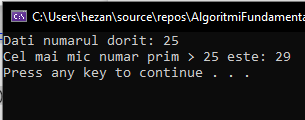 C:\Users\hezan\source\repos\AlgoritmiFundamenta
Dati numarul dorit: 25
Cel mai mic numar prim > 25 este: 29
Press any key to continue . . .